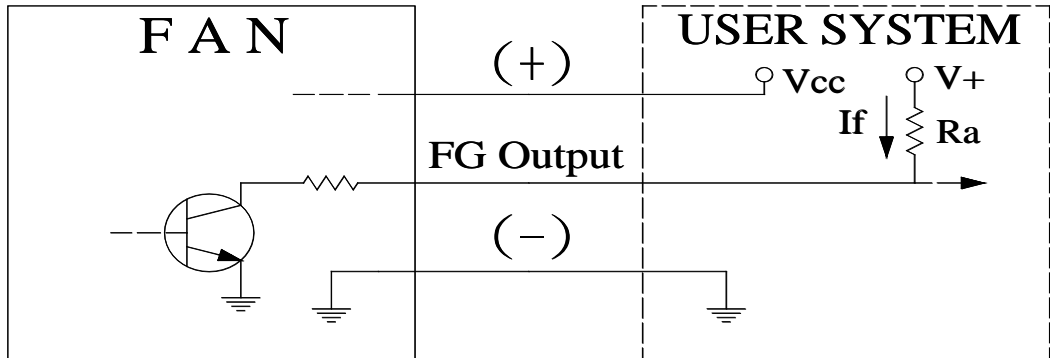 FAN
USER SYSTEM
(+)
Vcc
V+
If
Ra
FG Output
(-)